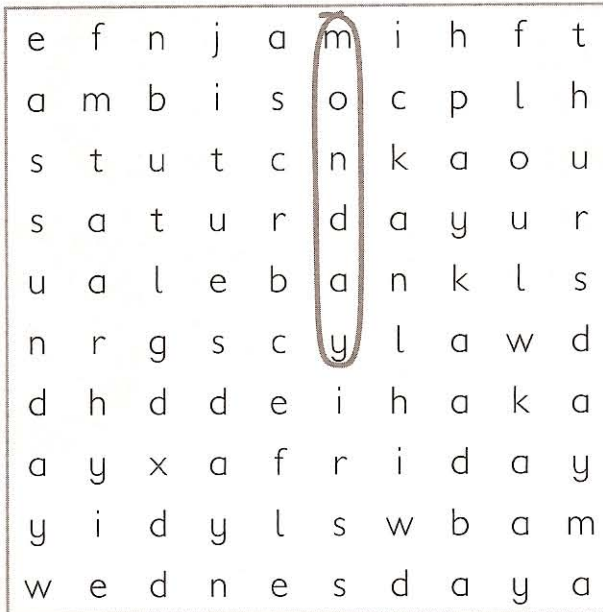 e f n j a m i h f t
a m b i s o c p l h
s t u t c n k a o u
s a t u r d a y u r
u a l e b a n k l s
n r g s c y l a w d
d h d d e i h a k a
a y x a f r i d a y
y i d y l s w b a m
w e d n e s d a y a